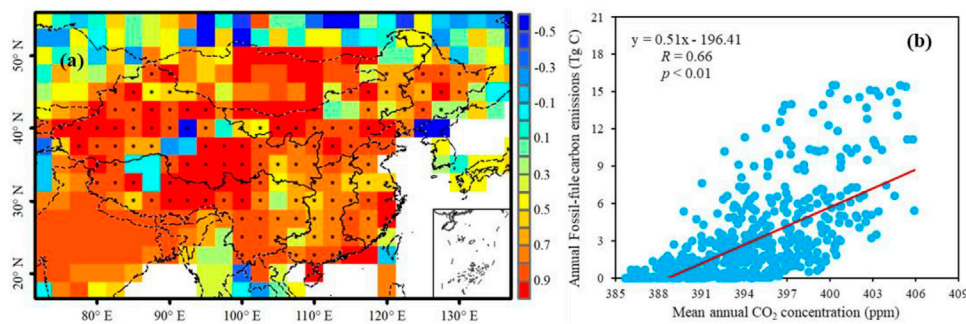 (a)
50° N
40° N
30° N
20° N
80° E
90° E
100° E
110° E
120° E
130° E
-0.5
-0.3
-0.1
0.1
0.3
0.5
0.7
0.9
(b)
y = 0.51x - 196.41
R = 0.66
p < 0.01
Annual Fossil-fulecarbon emissions (Tg C)
21
18
15
12
9
6
3
0
385
388
391
394
397
400
403
406
409
Mean annual CO2 concentration (ppm)